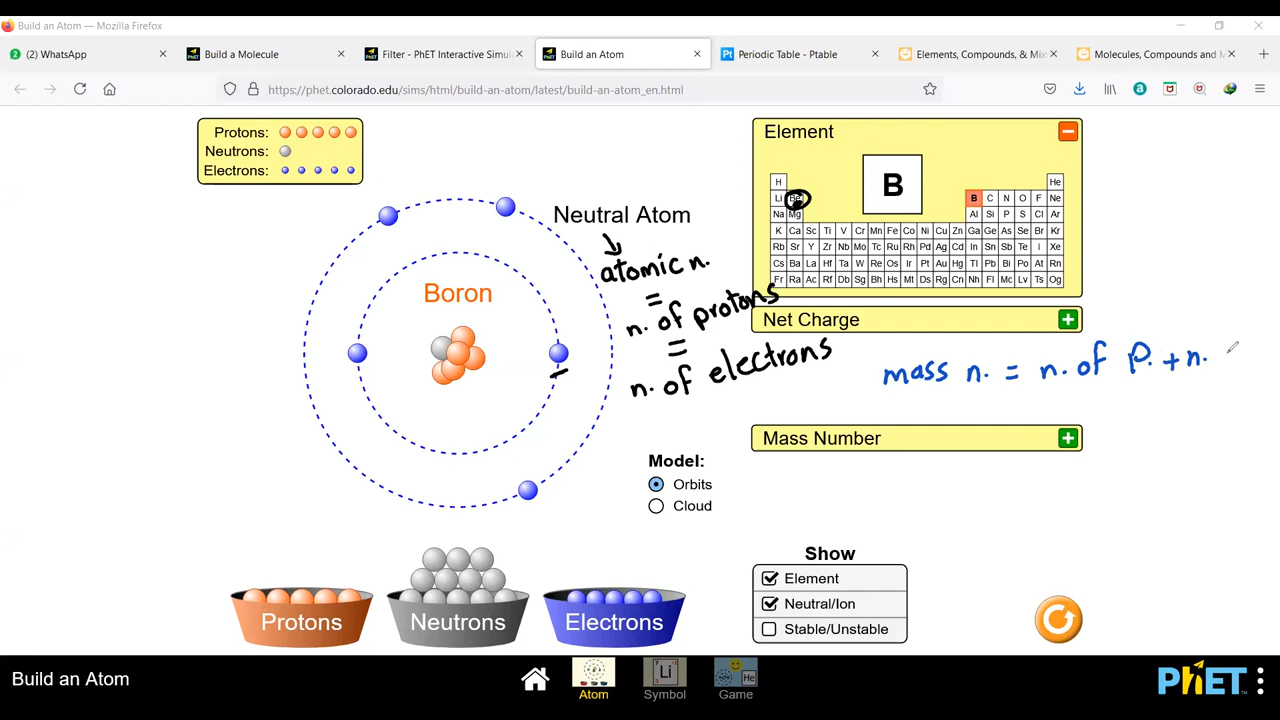 Build an Atom — Mozilla Firefox
(2) WhatsApp
Build a Molecule
Filter - PhET Interactive Simul
Build an Atom
Pt Periodic Table - Ptable
Elements, Compounds, & Mix
Molecules, Compounds and M
https://phet.colorado.edu/sims/html/build-an-atom/latest/build-an-atom_en.html
Protons:
Neutrons:
Electrons:
Element
B
H He
Li Be B C N O F Ne
Na Mg Al Si P S Cl Ar
K Ca Sc Ti V Cr Mn Fe Co Ni Cu Zn Ga Ge As Se Br Kr
Rb Sr Y Zr Nb Mo Tc Ru Rh Pd Ag Cd In Sn Sb Te I Xe
Cs Ba La Hf Ta W Re Os Ir Pt Au Hg Tl Pb Bi Po At Rn
Fr Ra Ac Rf Db Sg Bh Hs Mt Ds Rg Cn Nh Fl Mc Lv Ts Og
Neutral Atom
atomic n.
=
n. of protons
=
n. of electrons
Boron
Net Charge
mass n. = n. of P. + n.
Mass Number
Model:
Orbits
Cloud
Show
Element
Neutral/Ion
Stable/Unstable
Protons
Neutrons
Electrons
Build an Atom
Atom
Li
Symbol
He
Game
PhET